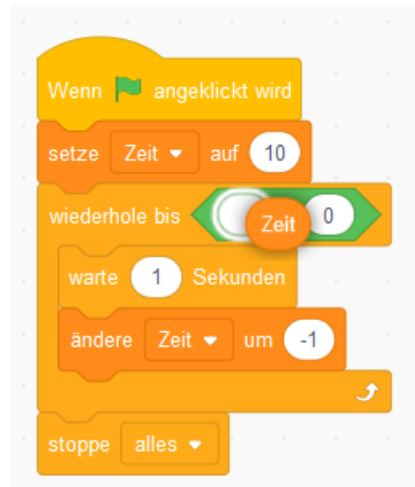 Wenn angeklickt wird
setze Zeit auf 10
wiederhole bis Zeit 0
warte 1 Sekunden
ändere Zeit um -1
stoppe alles